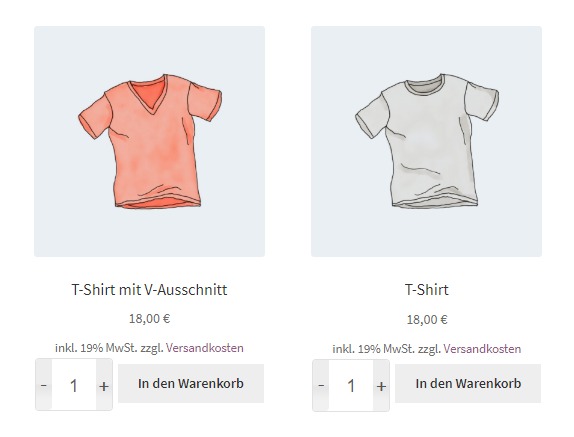 T-Shirt mit V-Ausschnitt
18,00 €
inkl. 19% MwSt. zzgl. Versandkosten
- 1 + In den Warenkorb
T-Shirt
18,00 €
inkl. 19% MwSt. zzgl. Versandkosten
- 1 + In den Warenkorb